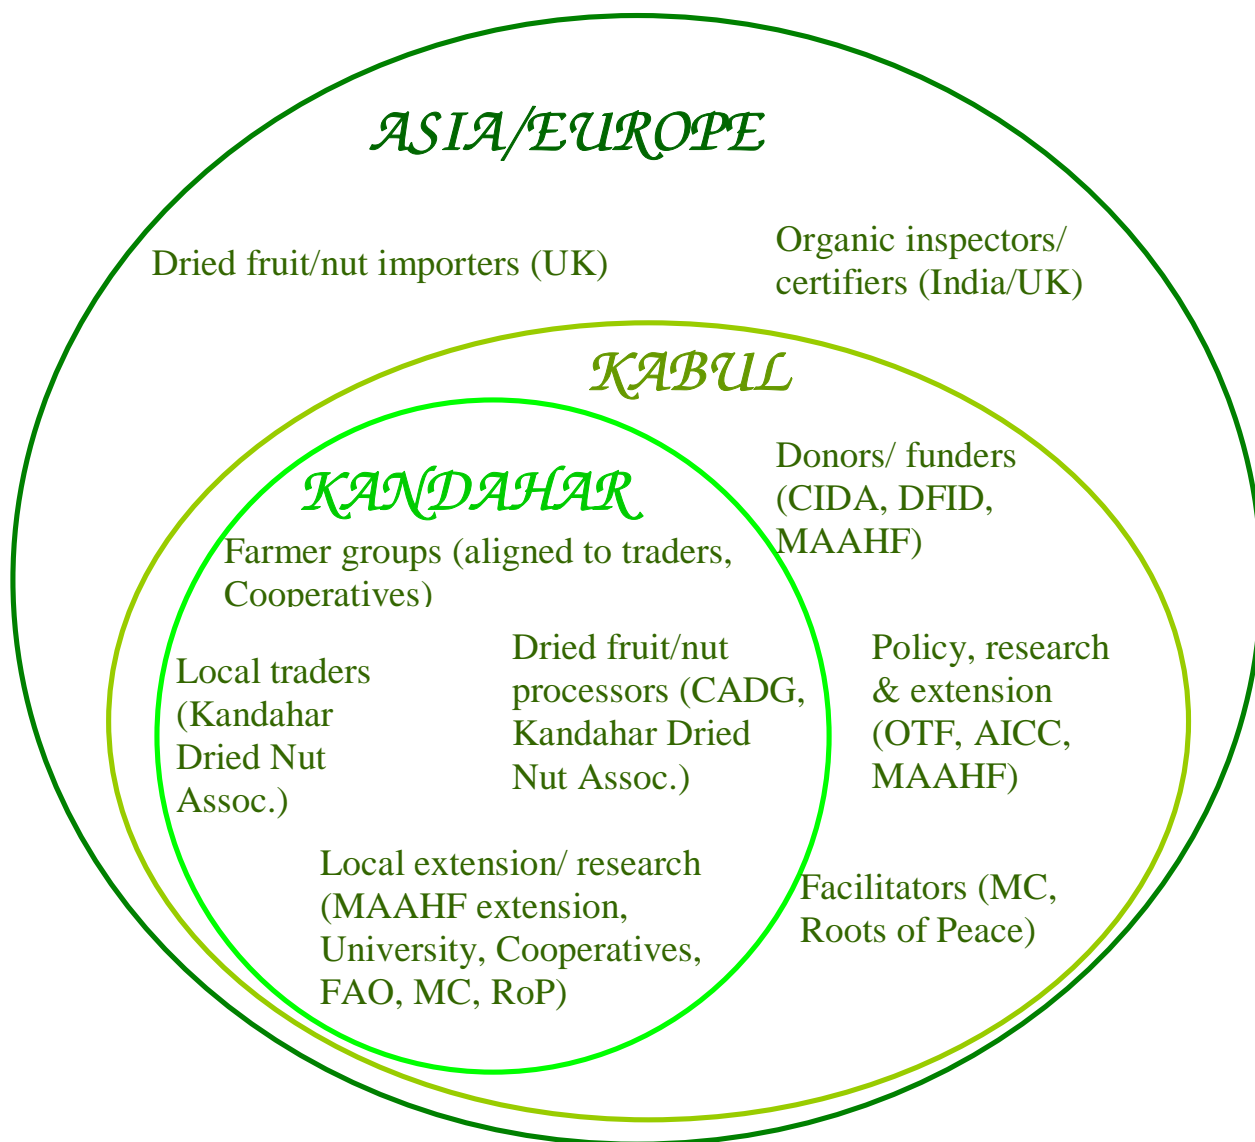 ASIA/EUROPE
Dried fruit/nut importers (UK)
Organic inspectors/
certifiers (India/UK)
KABUL
Donors/ funders
(CIDA, DFID,
MAAHF)
KANDAHAR
Farmer groups (aligned to traders,
Cooperatives)
Local traders
(Kandahar
Dried Nut
Assoc.)
Dried fruit/nut
processors (CADG,
Kandahar Dried
Nut Assoc.)
Policy, research
& extension
(OTF, AICC,
MAAHF)
Local extension/ research
(MAAHF extension,
University, Cooperatives,
FAO, MC, RoP)
Facilitators (MC,
Roots of Peace)